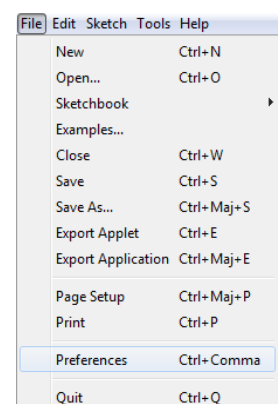 File Edit Sketch Tools Help
New Ctrl+N
Open... Ctrl+O
Sketchbook
Examples...
Close Ctrl+W
Save Ctrl+S
Save As... Ctrl+Maj+S
Export Applet Ctrl+E
Export Application Ctrl+Maj+E
Page Setup Ctrl+Maj+P
Print Ctrl+P
Preferences Ctrl+Comma
Quit Ctrl+Q